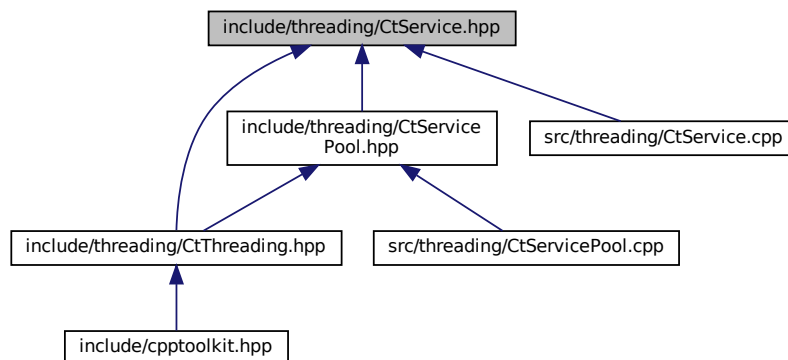 include/threading/CtService.hpp
include/threading/CtService
Pool.hpp
src/threading/CtService.cpp
include/threading/CtThreading.hpp
src/threading/CtServicePool.cpp
include/cpptoolkit.hpp